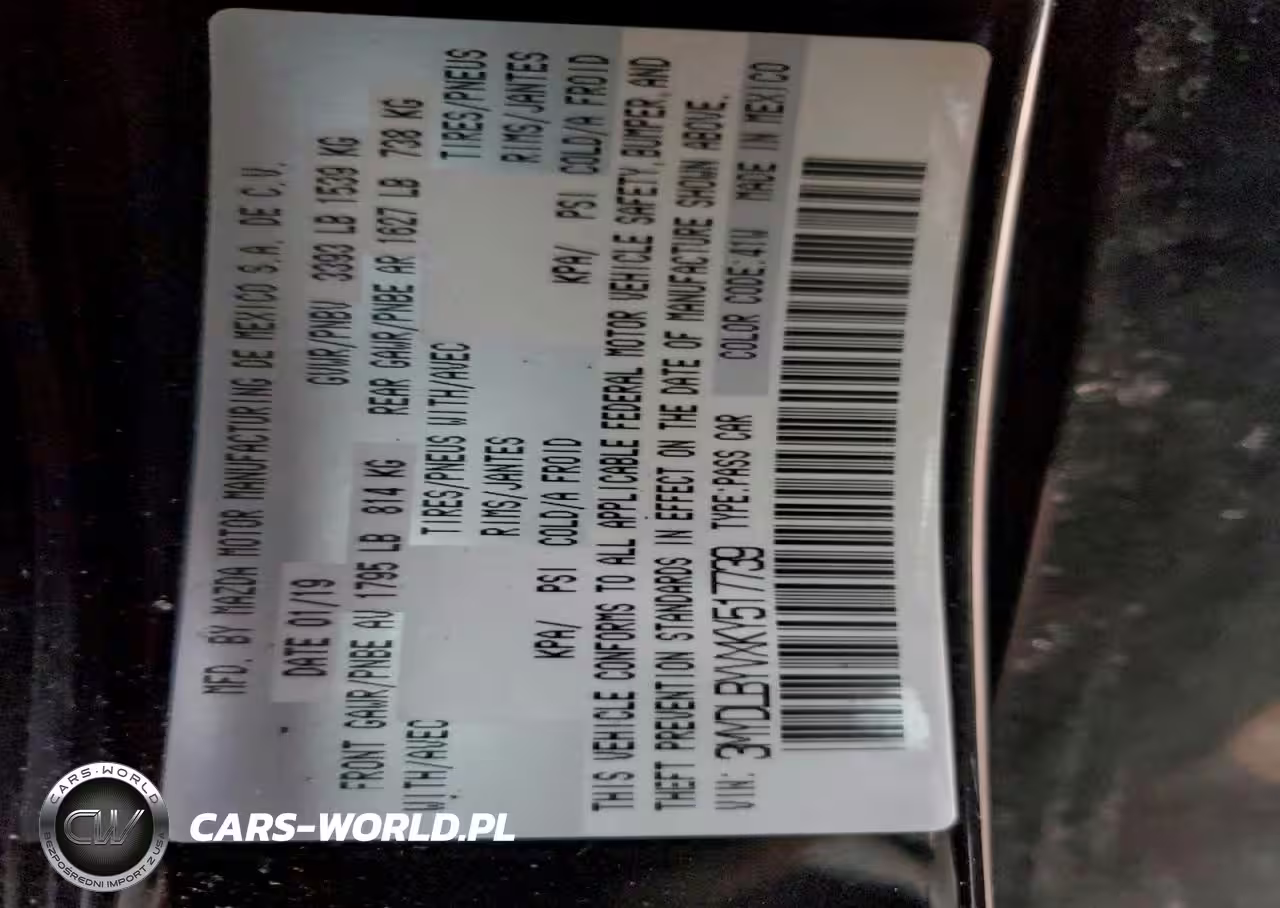 MFD. BY MAZDA MOTOR MANUFACTURING DE MEXICO S.A. DE C.V.
DATE 01/19 GVWR/PNBV 3393 LB 1539 KG
FRONT GAWR/PNBE AV 1795 LB 814 KG REAR GAWR/PNBE AR 1627 LB 738 KG
WITH/AVEC TIRES/PNEUS WITH/AVEC TIRES/PNEUS
RIMS/JANTES RIMS/JANTES
KPA/ PSI COLD/A FROID KPA/ PSI COLD/A FROID
THIS VEHICLE CONFORMS TO ALL APPLICABLE FEDERAL MOTOR VEHICLE SAFETY,BUMPER,AND
THEFT PREVENTION STANDARDS IN EFFECT ON THE DATE OF MANUFACTURE SHOWN ABOVE.
VIN: 3MYDLBYVXKY517739 TYPE:PASS CAR COLOR CODE:41W MADE IN MEXICO
CARS-WORLD
CW
BEZPOŚREDNI IMPORT Z USA
CARS-WORLD.PL